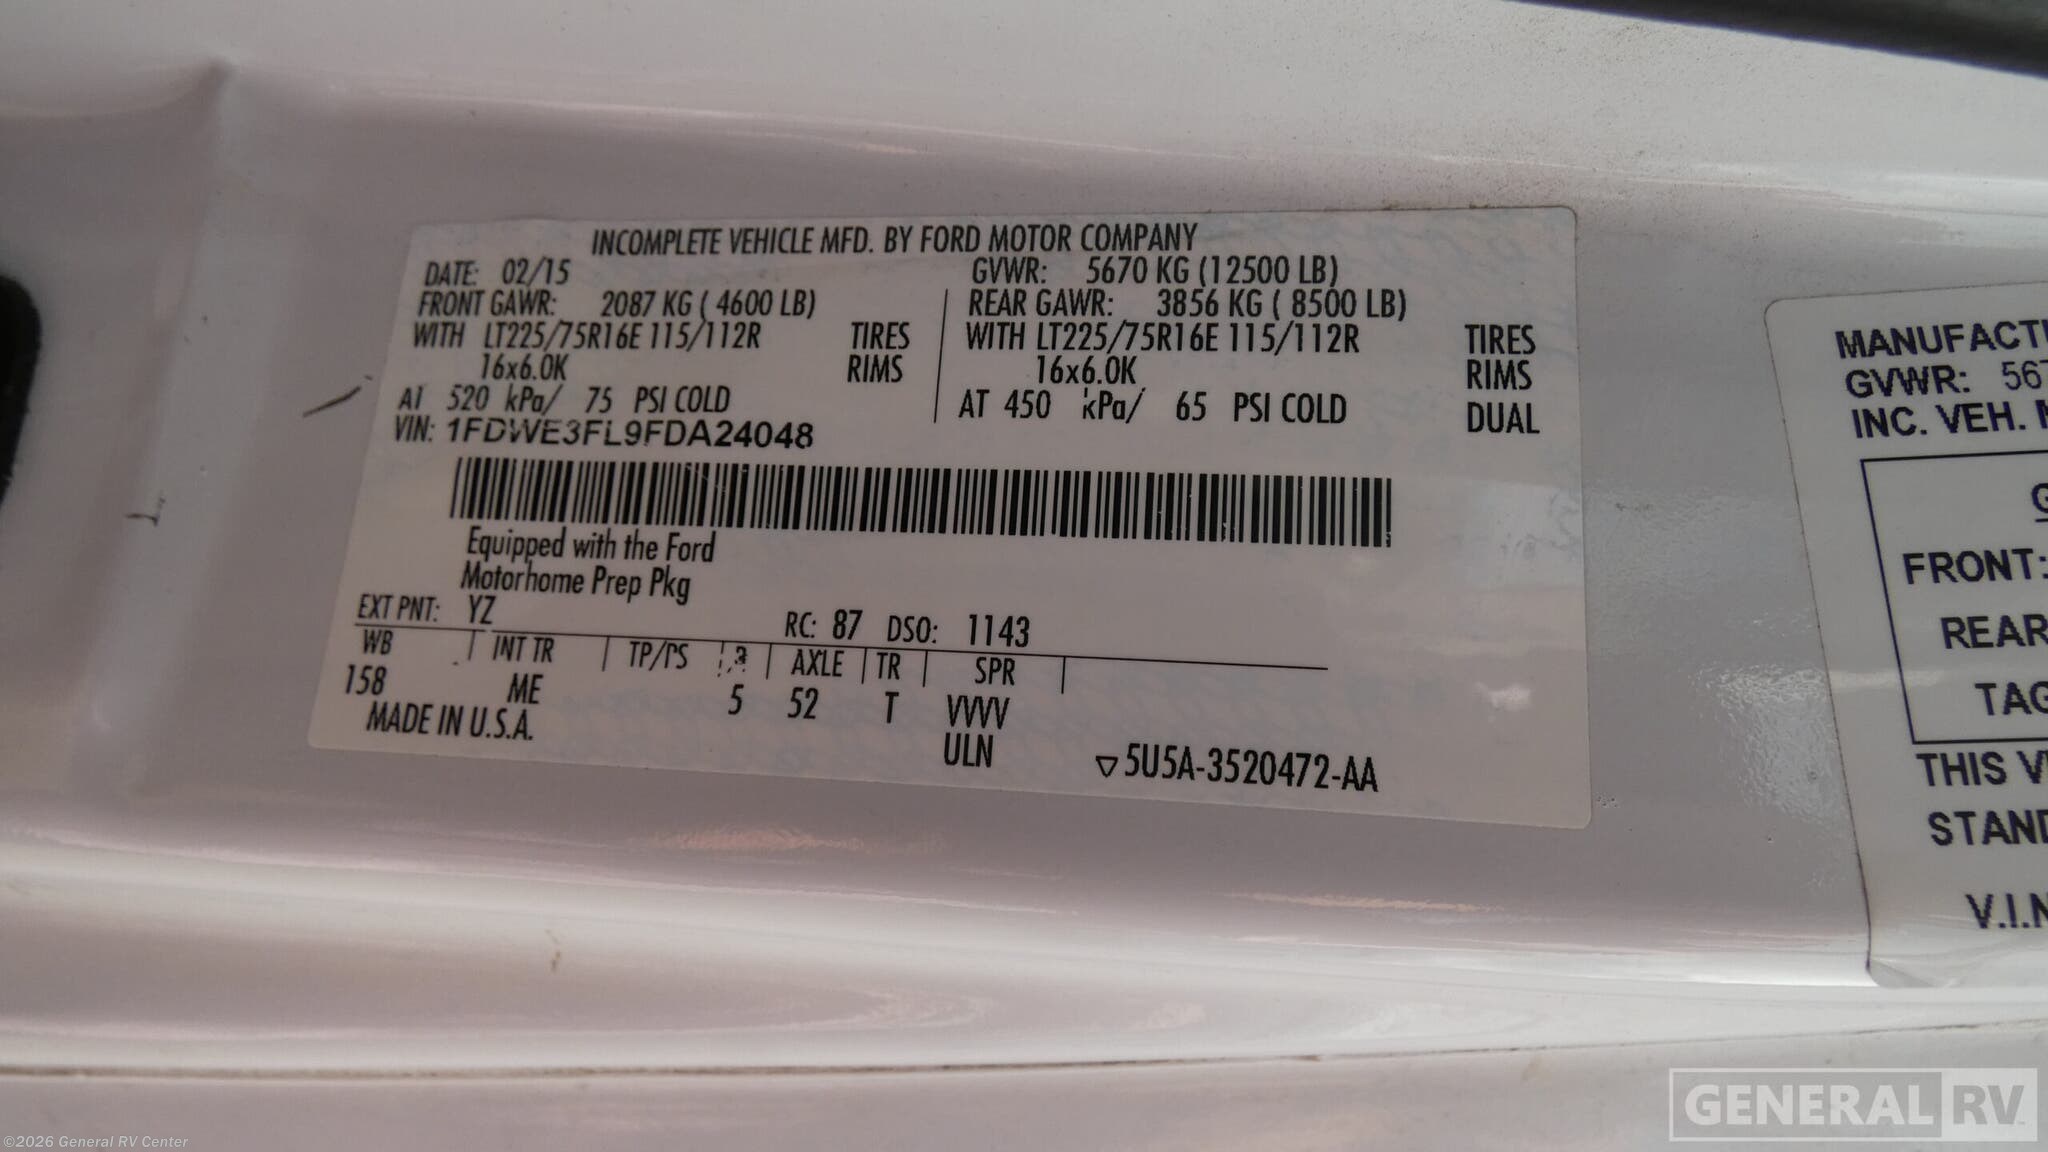 INCOMPLETE VEHICLE MFD. BY FORD MOTOR COMPANY
DATE: 02/15 GVWR: 5670 KG (12500 LB)
FRONT GAWR: 2087 KG ( 4600 LB) REAR GAWR: 3856 KG ( 8500 LB)
WITH LT225/75R16E 115/112R TIRES WITH LT225/75R16E 115/112R TIRES
16x6.0K RIMS 16x6.0K RIMS
AT 520 kPa/ 75 PSI COLD AT 450 kPa/ 65 PSI COLD DUAL
VIN: 1FDWE3FL9FDA24048
Equipped with the Ford
Motorhome Prep Pkg
EXT PNT: YZ RC: 87 DSO: 1143
WB INT TR TP/PS AXLE TR SPR
158 ME 5 52 T VVVV
MADE IN U.S.A. ULN
5U5A-3520472-AA
MANUFACT
GVWR: 567
INC. VEH.
G
FRONT:
REAR
TAG
THIS V
STAND
V.I.N
GENERAL RV
©2026 General RV Center